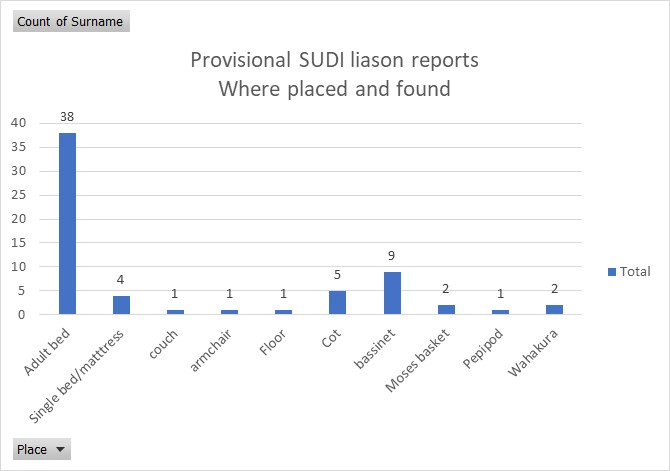 Count of Surname
Provisional SUDI liason reports
Where placed and found
40
35
30
25
20
15
10
5
0
38
4
1
1
1
5
9
2
1
2
Adult bed
Single bed/matttress
couch
armchair
Floor
Cot
bassinet
Moses basket
Pepipod
Wahakura
Total
Place